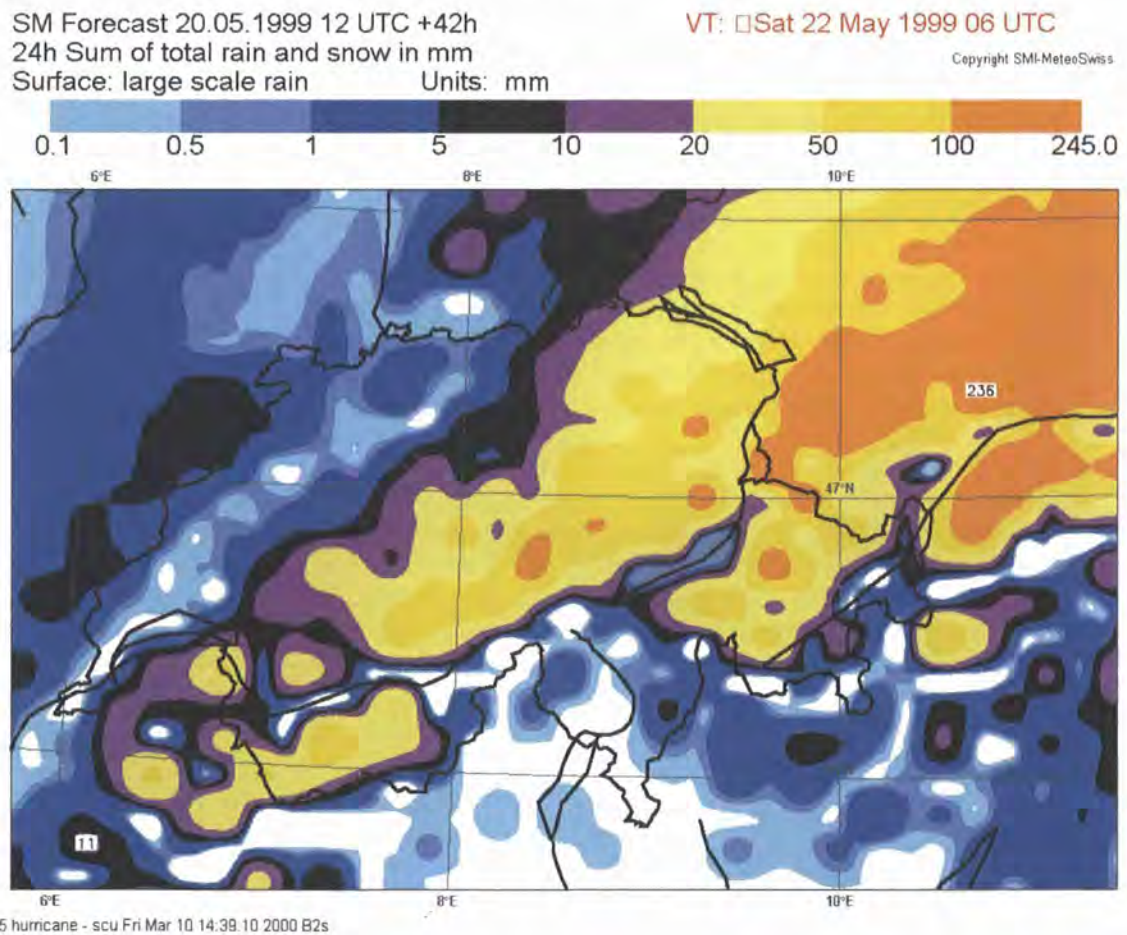 SM Forecast 20.05.1999 12 UTC +42h
VT: □Sat 22 May 1999 06 UTC
24h Sum of total rain and snow in mm
Copyright SMI-MeteoSwiss
Surface: large scale rain Units: mm
0.1 0.5 1 5 10 20 50 100 245.0
6°E 8°E 10°E
236
47°N
11
6°E 8°E 10°E
5 hurricane - scu Fri Mar 10 14:39:10 2000 B2s